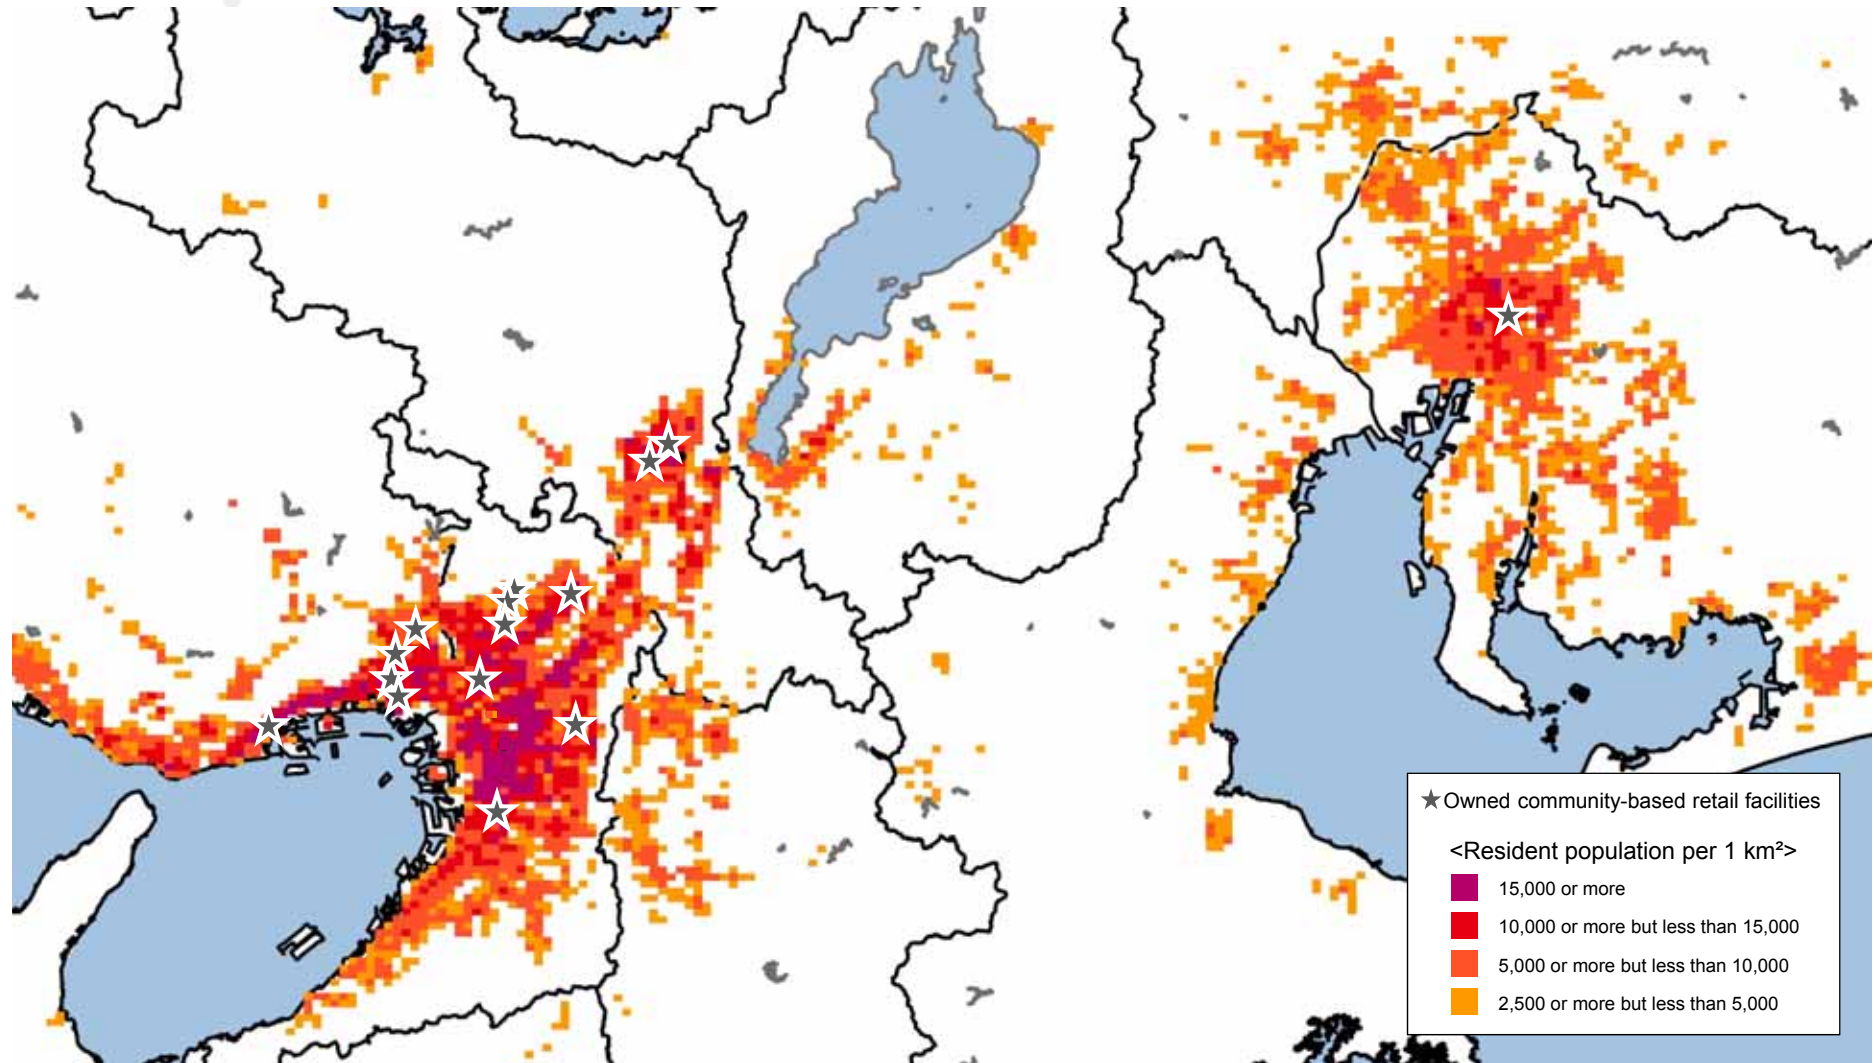 ★Owned community-based retail facilities
<Resident population per 1 km²>
15,000 or more
10,000 or more but less than 15,000
5,000 or more but less than 10,000
2,500 or more but less than 5,000